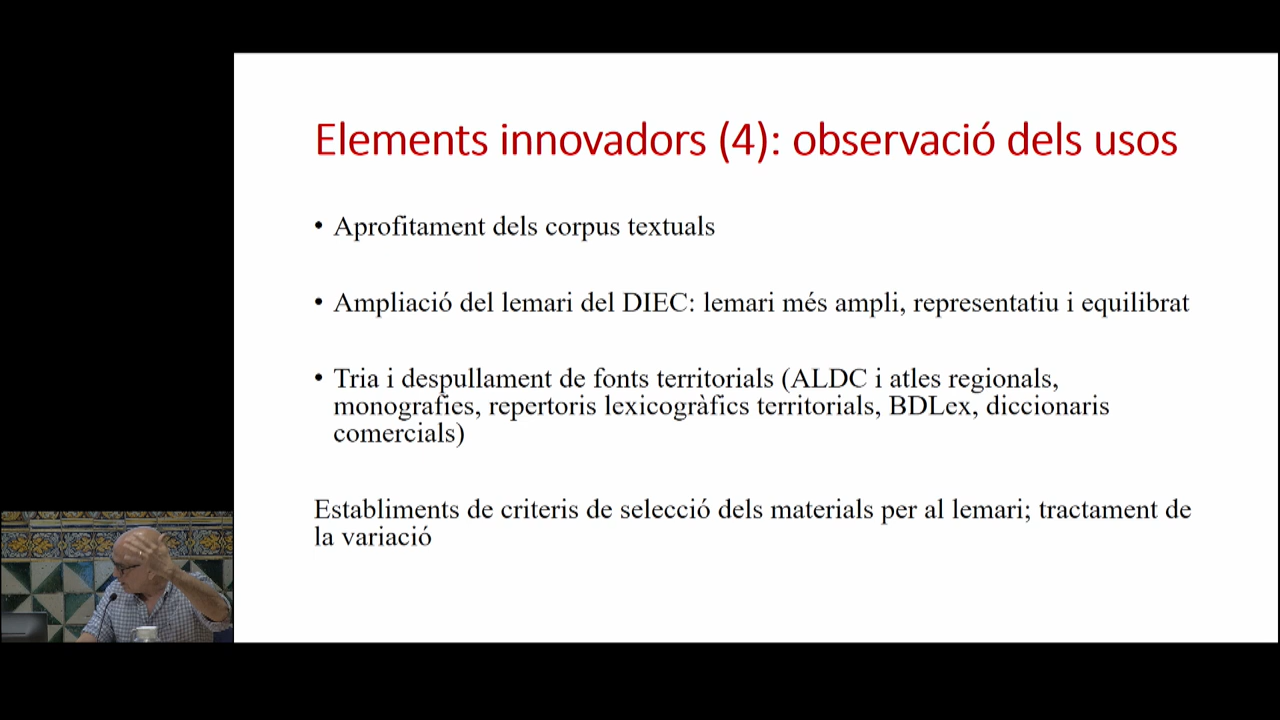 Elements innovadors (4): observació dels usos
• Aprofitament dels corpus textuals
• Ampliació del lemari del DIEC: lemari més ampli, representatiu i equilibrat
• Tria i despullament de fonts territorials (ALDC i atles regionals,
monografies, repertoris lexicogràfics territorials, BDLex, diccionaris
comercials)
Establiments de criteris de selecció dels materials per al lemari; tractament de
la variació